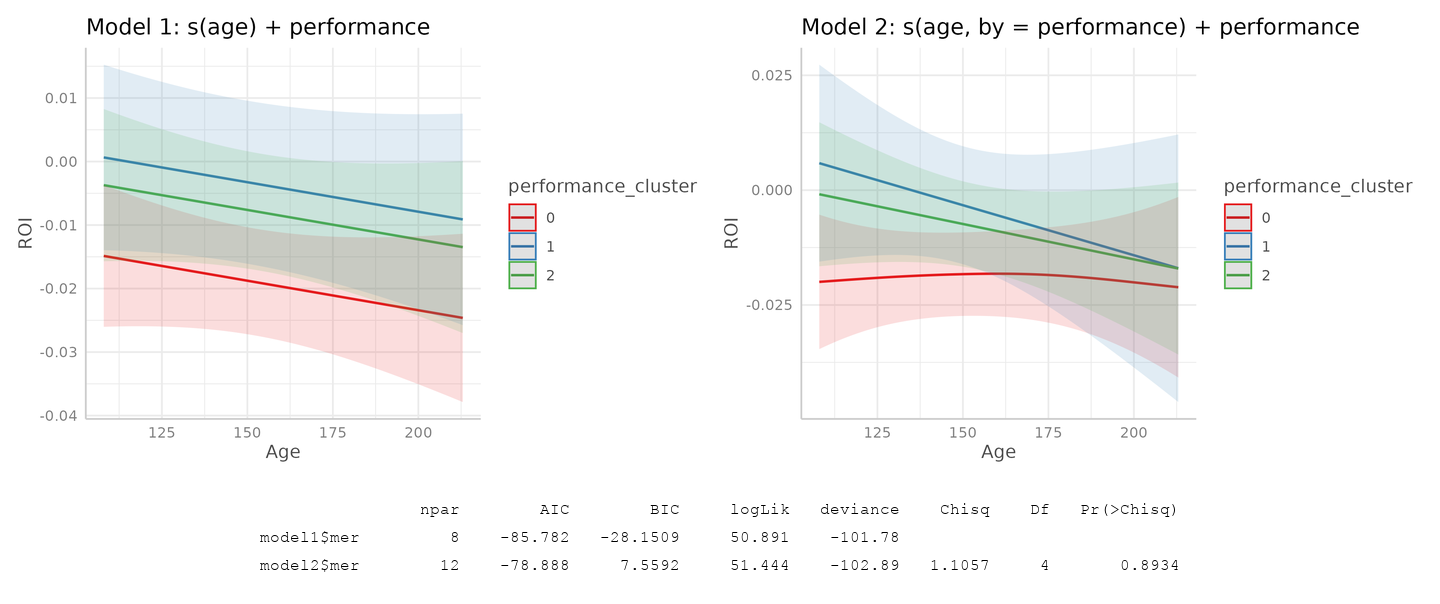 Model 1: s(age) + performance
0.01
0.00
-0.01
-0.02
-0.03
-0.04
ROI
125 150 175 200
Age
performance_cluster
0
1
2
Model 2: s(age, by = performance) + performance
0.025
0.000
-0.025
ROI
125 150 175 200
Age
performance_cluster
0
1
2
npar AIC BIC logLik deviance Chisq Df Pr(>Chisq)
model1$mer 8 -85.782 -28.1509 50.891 -101.78
model2$mer 12 -78.888 7.5592 51.444 -102.89 1.1057 4 0.8934